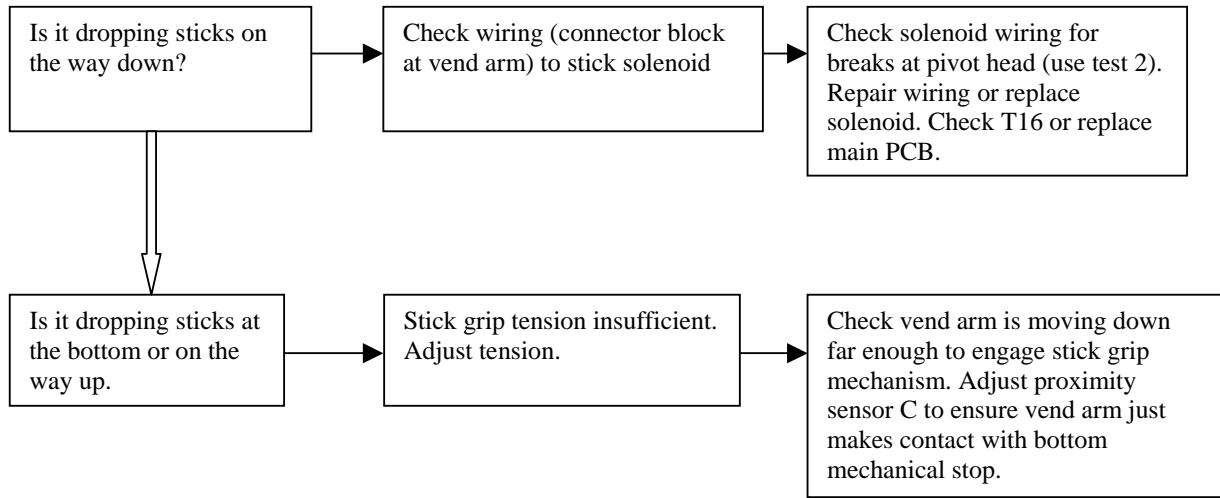 Is it dropping sticks on
the way down?
Check wiring (connector block
at vend arm) to stick solenoid
Check solenoid wiring for
breaks at pivot head (use test 2).
Repair wiring or replace
solenoid. Check T16 or replace
main PCB.
Is it dropping sticks at
the bottom or on the
way up.
Stick grip tension insufficient.
Adjust tension.
Check vend arm is moving down
far enough to engage stick grip
mechanism. Adjust proximity
sensor C to ensure vend arm just
makes contact with bottom
mechanical stop.